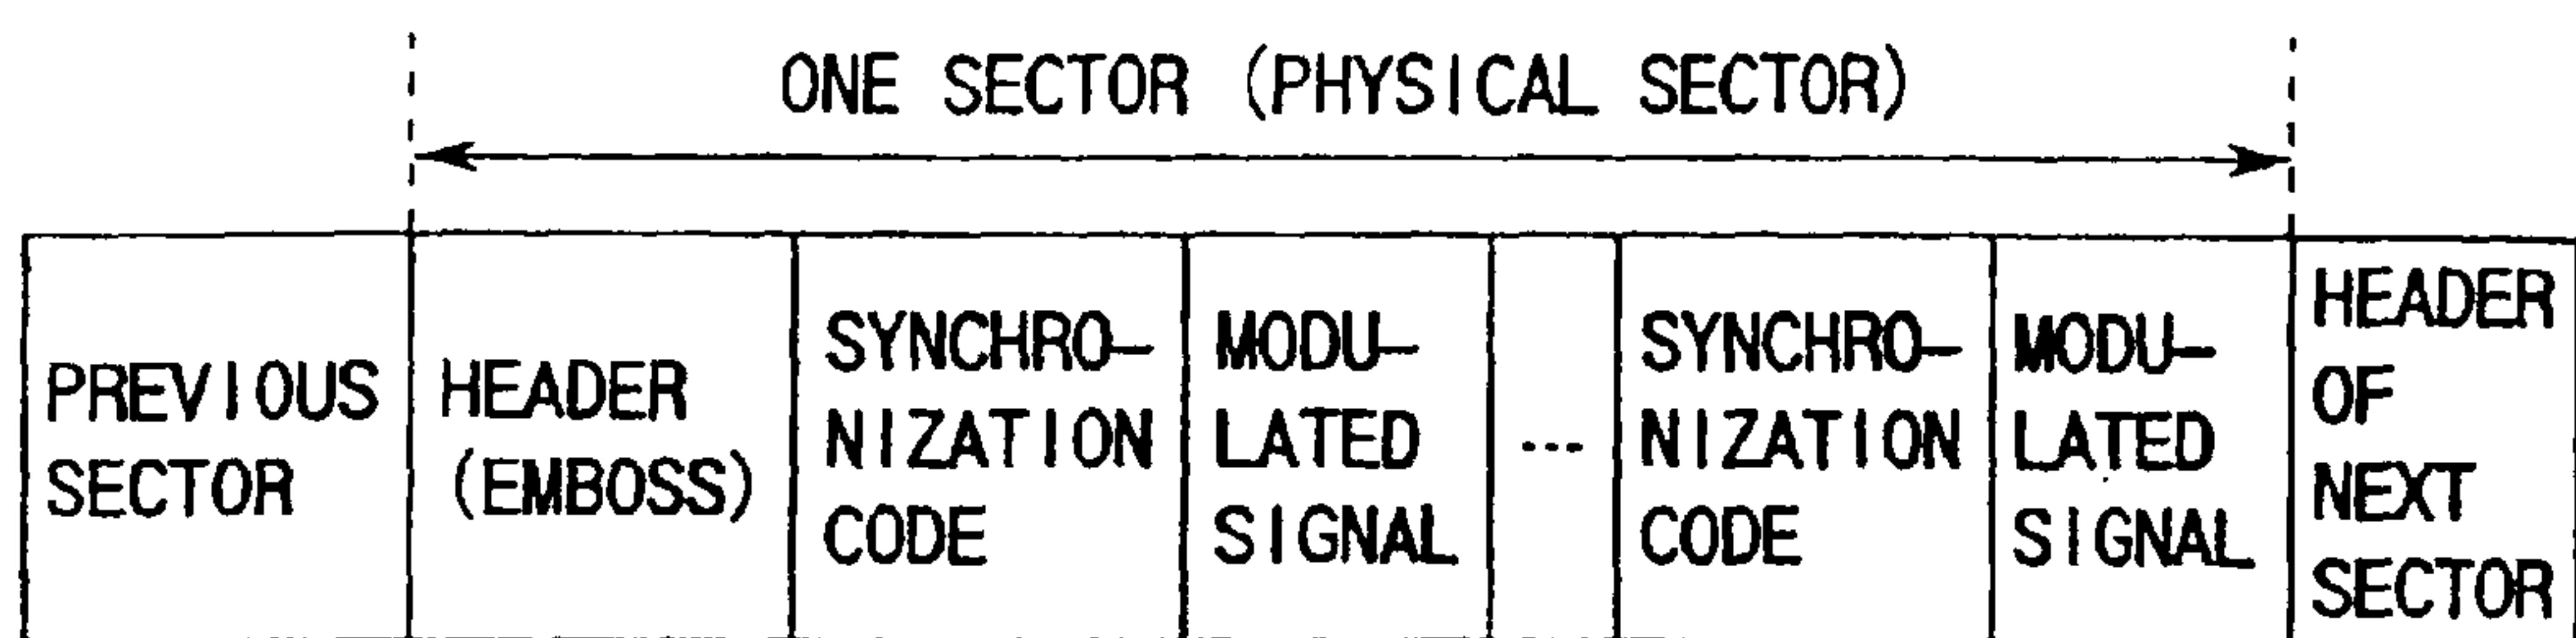 ONE SECTOR (PHYSICAL SECTOR)
PREVIOUS
SECTOR
HEADER
(EMBOSS)
SYNCHRO-
NIZATION
CODE
MODU-
LATED
SIGNAL
...
SYNCHRO-
NIZATION
CODE
MODU-
LATED
SIGNAL
HEADER
OF
NEXT
SECTOR